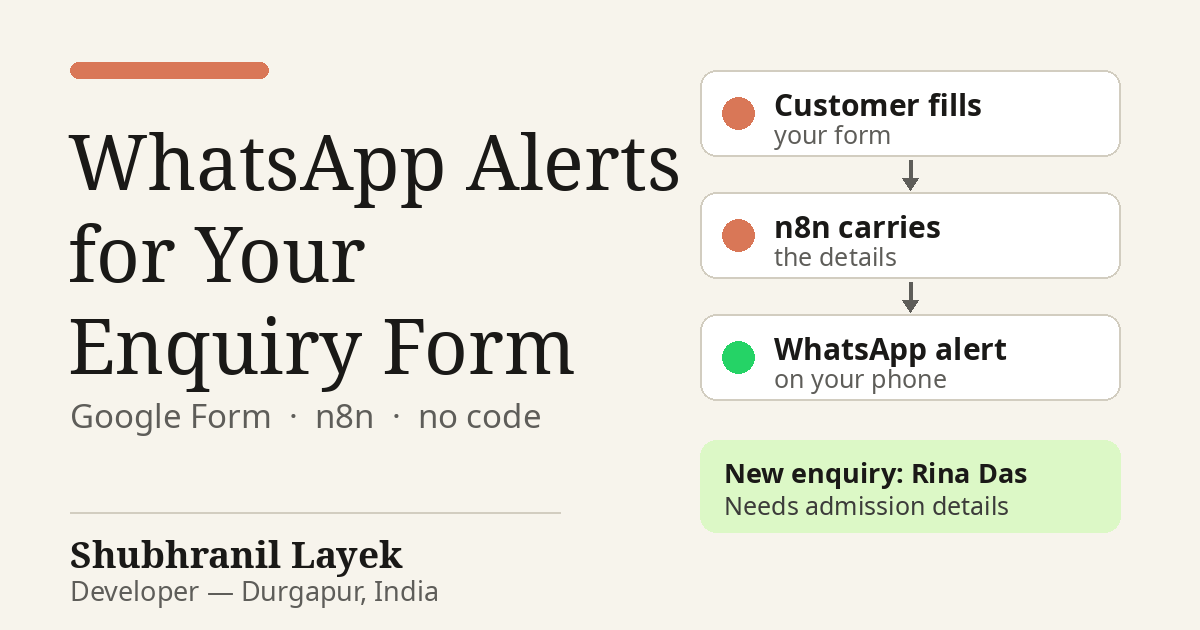 WhatsApp Alerts
for Your
Enquiry Form
Google Form · n8n · no code
Shubhranil Layek
Developer — Durgapur, India
Customer fills
your form
n8n carries
the details
WhatsApp alert
on your phone
New enquiry: Rina Das
Needs admission details